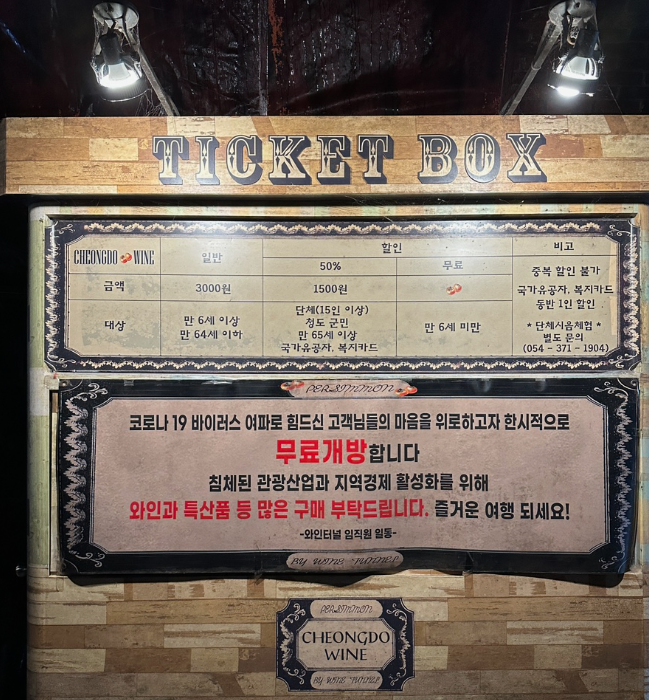 TICKET BOX
CHEONGDO WINE
일반
할인
비고
50%
무료
금액
3000원
1500원
대상
만 6세 이상
만 64세 이하
단체(15인 이상)
청도 군민
만 65세 이상
국가유공자, 복지카드
만 6세 미만
중복 할인 불가
국가유공자, 복지카드
동반 1인 할인
* 단체시음체험 *
별도 문의
(054 - 371 - 1904)
PERSIMMON
코로나 19 바이러스 여파로 힘드신 고객님들의 마음을 위로하고자 한시적으로
무료개방합니다
침체된 관광산업과 지역경제 활성화를 위해
와인과 특산품 등 많은 구매 부탁드립니다. 즐거운 여행 되세요!
-와인터널 임직원 일동-
BY WINE TUNNEL
PERSIMMON
CHEONGDO
WINE
BY WINE TUNNEL